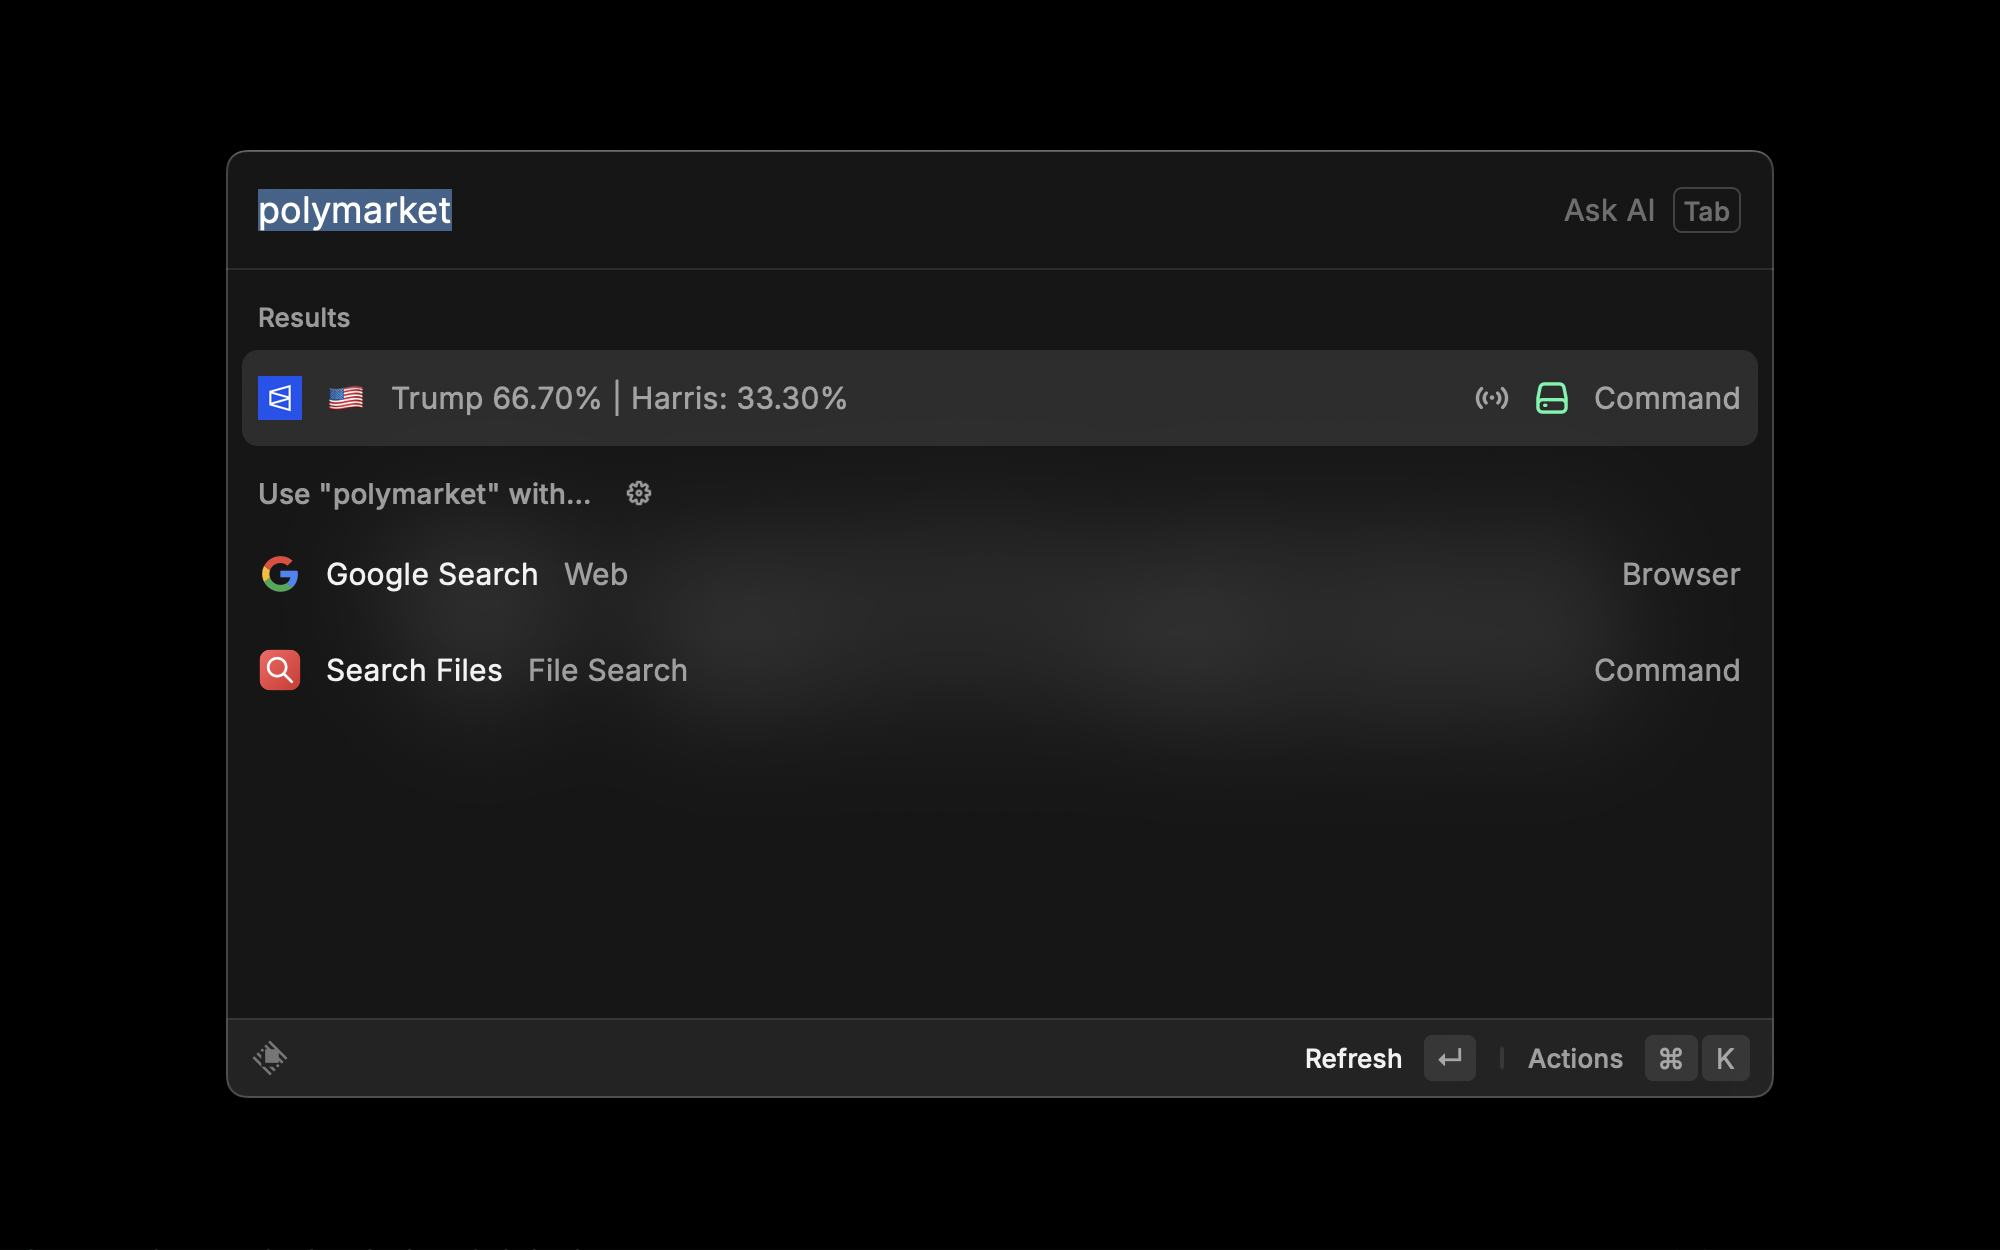 polymarket
Ask AI Tab
Results
🇺🇸 Trump 66.70% | Harris: 33.30% Command
Use "polymarket" with...
Google Search Web Browser
Search Files File Search Command
Refresh ↵ | Actions ⌘ K